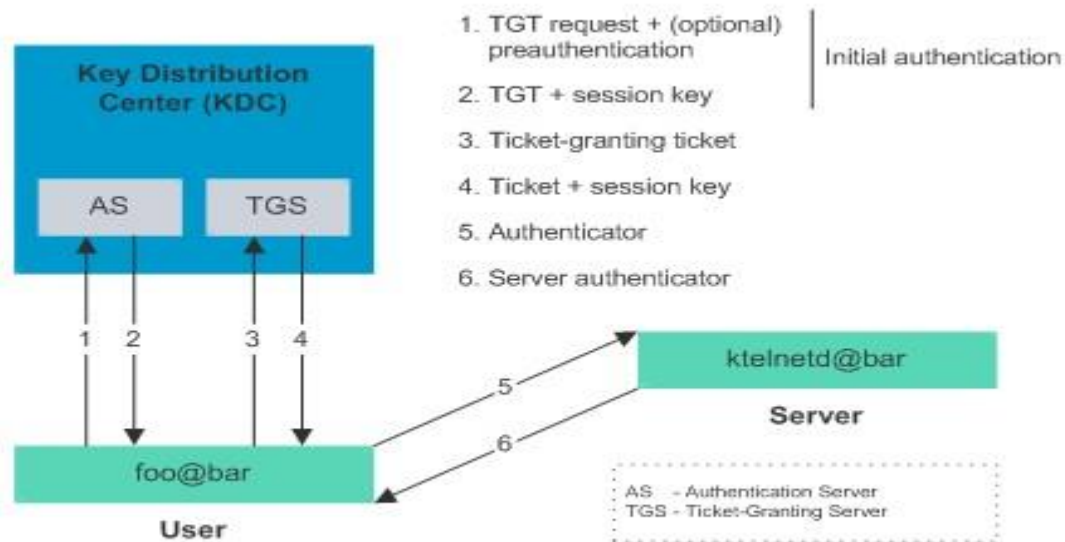 Key Distribution
Center (KDC)
AS
TGS
1. TGT request + (optional)
preauthentication
2. TGT + session key
Initial authentication
3. Ticket-granting ticket
4. Ticket + session key
5. Authenticator
6. Server authenticator
1
2
3
4
5
6
foo@bar
User
ktelnetd@bar
Server
AS - Authentication Server
TGS - Ticket-Granting Server